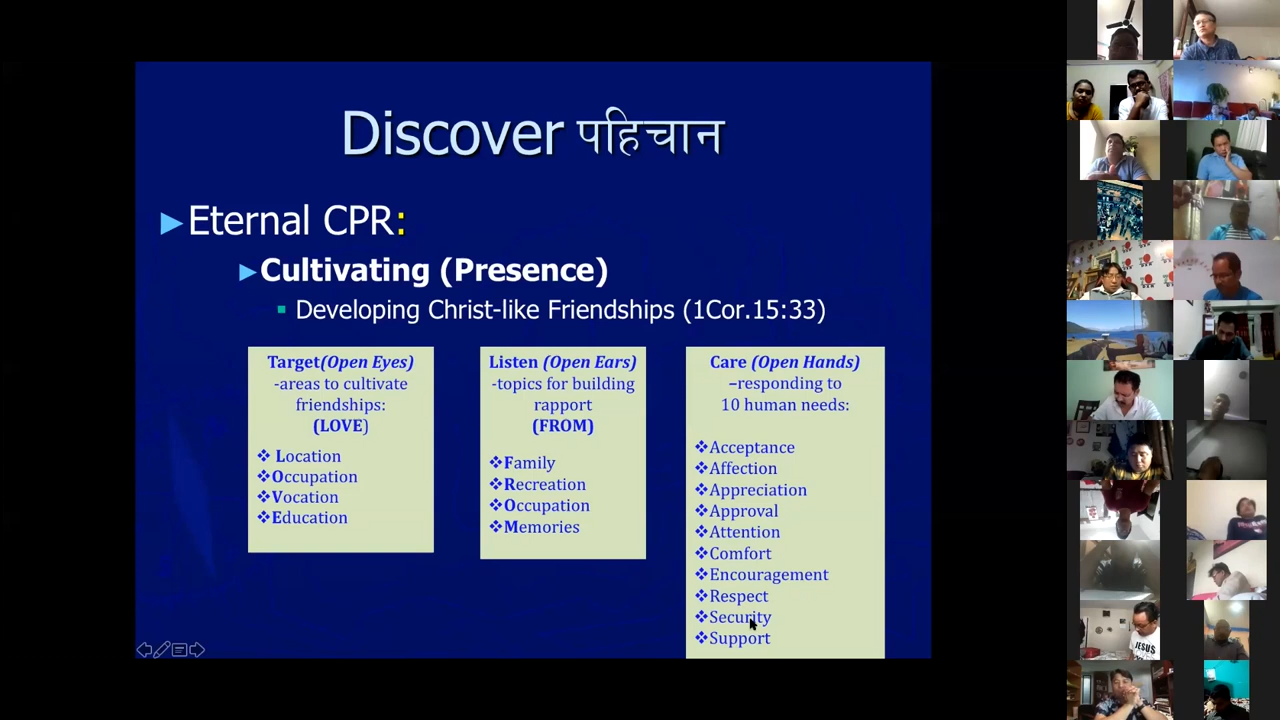 Discover पहिचान
►Eternal CPR:
►Cultivating (Presence)
▪ Developing Christ-like Friendships (1Cor.15:33)
Target(Open Eyes)
-areas to cultivate
friendships:
(LOVE)
❖Location
❖Occupation
❖Vocation
❖Education
Listen (Open Ears)
-topics for building
rapport
(FROM)
❖Family
❖Recreation
❖Occupation
❖Memories
Care (Open Hands)
–responding to
10 human needs:
❖Acceptance
❖Affection
❖Appreciation
❖Approval
❖Attention
❖Comfort
❖Encouragement
❖Respect
❖Security
❖Support
JESUS